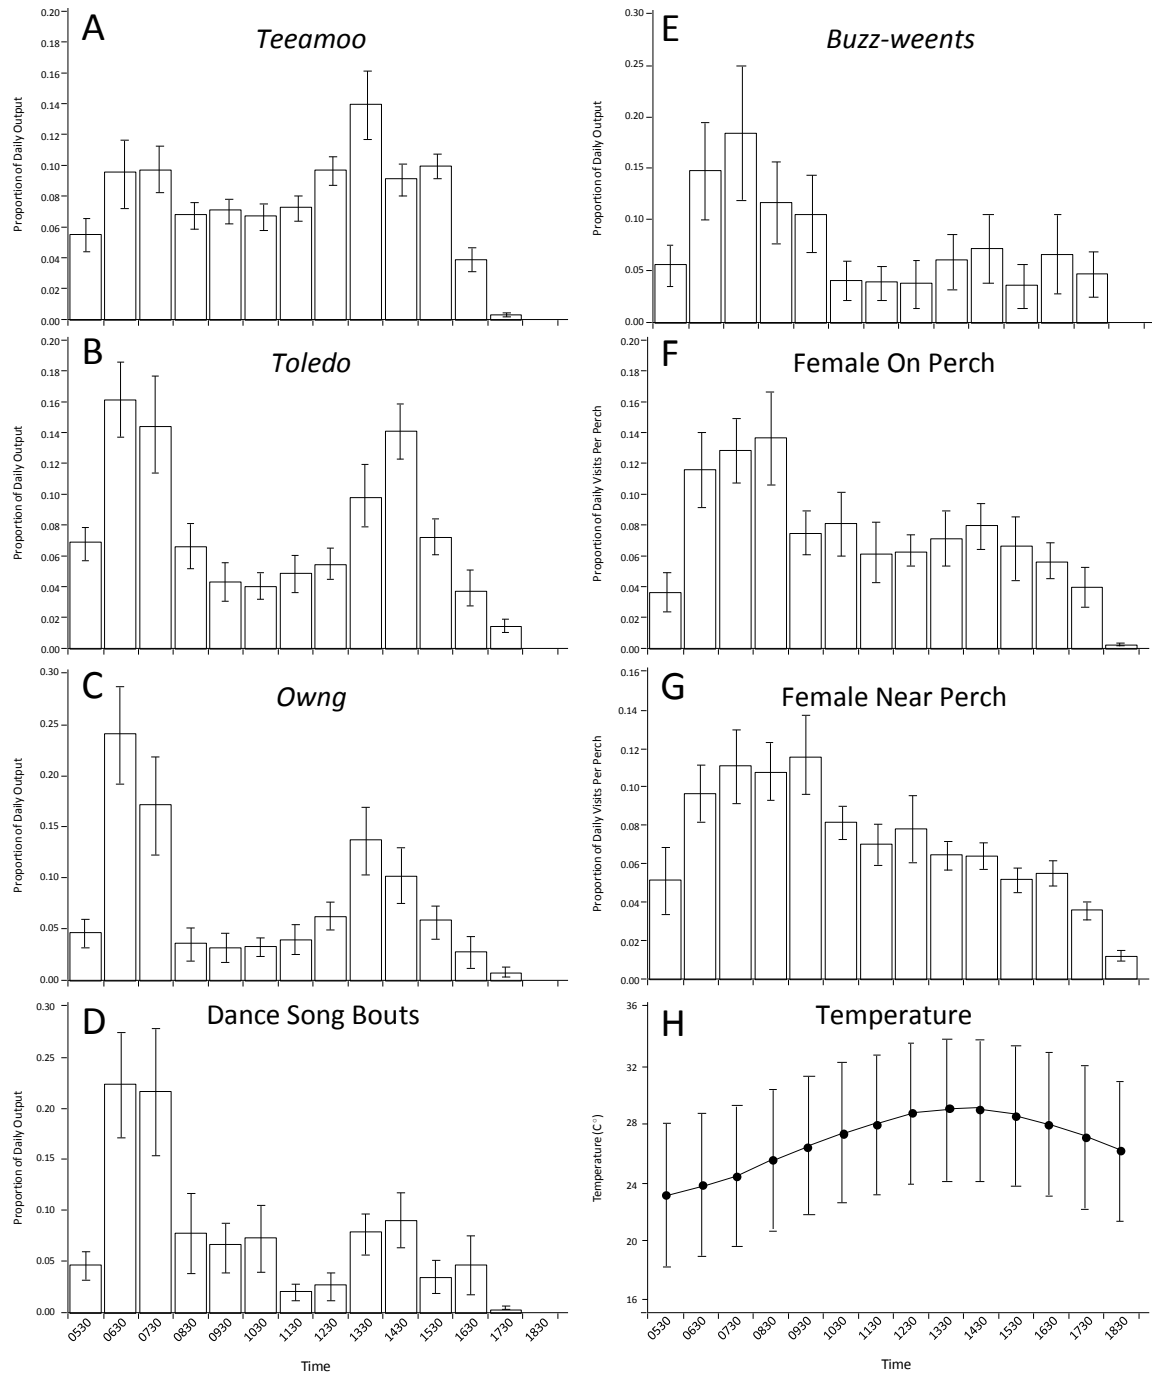 A
Teeamoo
Proportion of Daily Output
0.20
0.18
0.16
0.14
0.12
0.10
0.08
0.06
0.04
0.02
0.00
B
Toledo
Proportion of Daily Output
0.20
0.18
0.16
0.14
0.12
0.10
0.08
0.06
0.04
0.02
0.00
C
Owng
Proportion of Daily Output
0.30
0.25
0.20
0.15
0.10
0.05
0.00
D
Dance Song Bouts
Proportion of Daily Output
0.30
0.25
0.20
0.15
0.10
0.05
0.00
0530 0630 0730 0830 0930 1030 1130 1230 1330 1430 1530 1630 1730 1830
Time
E
Buzz-weents
Proportion of Daily Output
0.30
0.25
0.20
0.15
0.10
0.05
0.00
F
Female On Perch
Proportion of Daily Visits Per Perch
0.20
0.18
0.16
0.14
0.12
0.10
0.08
0.06
0.04
0.02
0.00
G
Female Near Perch
Proportion of Daily Visits Per Perch
0.16
0.14
0.12
0.10
0.08
0.06
0.04
0.02
0.00
H
Temperature
Temperature (C°)
36
32
28
24
20
16
0530 0630 0730 0830 0930 1030 1130 1230 1330 1430 1530 1630 1730 1830
Time